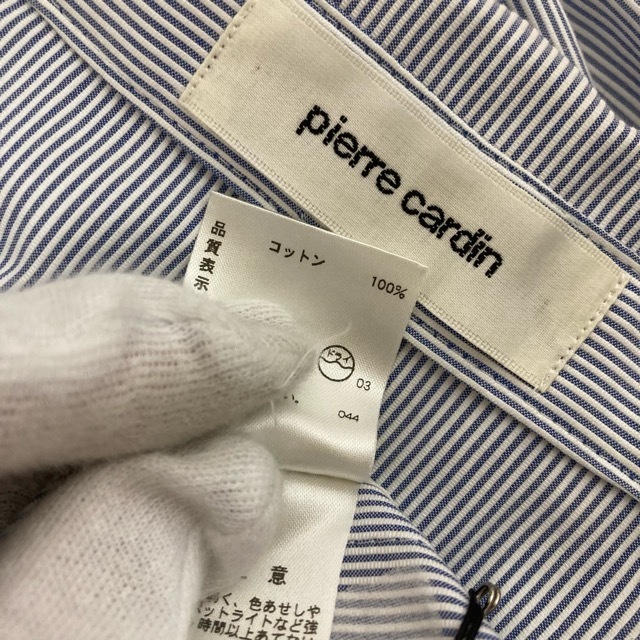 pierre cardin
品質表示
コットン 100%
ドライ
03
い。
044
意
く、色あせしや
ットライトなど強
時間以上あてなけ